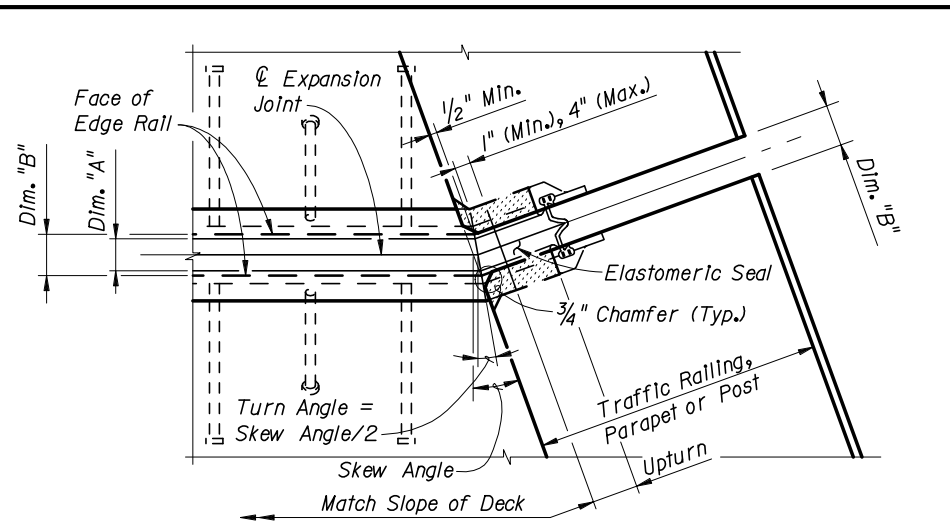 ℄ Expansion
Joint
Face of
Edge Rail
1/2" Min.
1" (Min.), 4" (Max.)
Dim. "B"
Dim. "A"
Dim. "B"
Elastomeric Seal
3/4" Chamfer (Typ.)
Traffic Railing,
Parapet or Post
Turn Angle =
Skew Angle/2
Skew Angle
Upturn
Match Slope of Deck